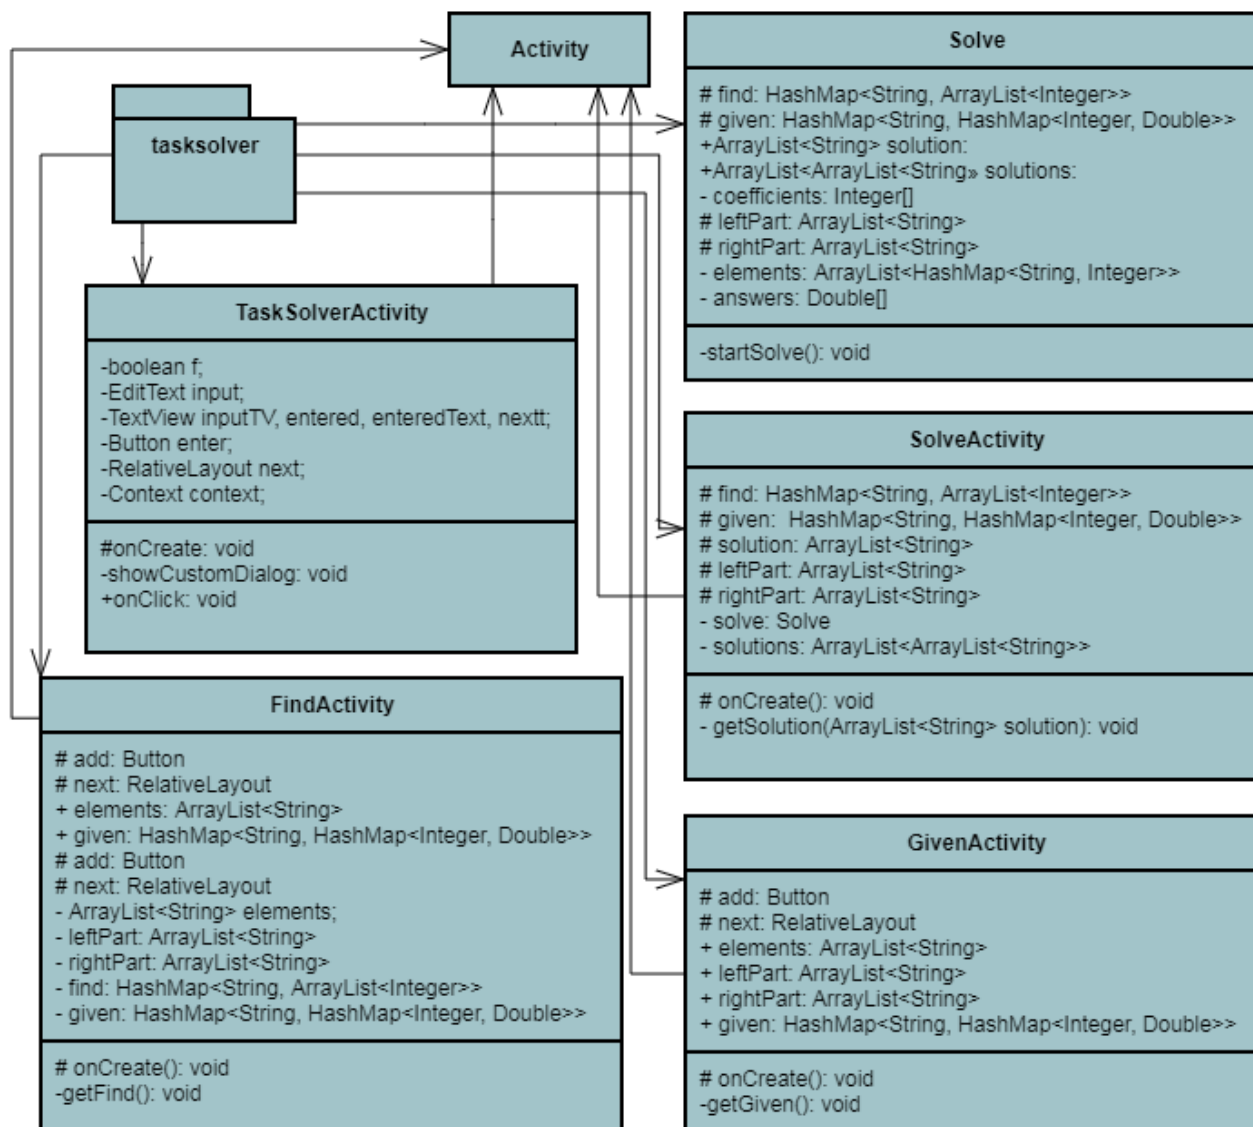 Activity
tasksolver
Solve
# find: HashMap<String, ArrayList<Integer>>
# given: HashMap<String, HashMap<Integer, Double>>
+ArrayList<String> solution:
+ArrayList<ArrayList<String» solutions:
- coefficients: Integer[]
# leftPart: ArrayList<String>
# rightPart: ArrayList<String>
- elements: ArrayList<HashMap<String, Integer>>
- answers: Double[]
-startSolve(): void
TaskSolverActivity
-boolean f;
-EditText input;
-TextView inputTV, entered, enteredText, nextt;
-Button enter;
-RelativeLayout next;
-Context context;
#onCreate: void
-showCustomDialog: void
+onClick: void
SolveActivity
# find: HashMap<String, ArrayList<Integer>>
# given:  HashMap<String, HashMap<Integer, Double>>
# solution: ArrayList<String>
# leftPart: ArrayList<String>
# rightPart: ArrayList<String>
- solve: Solve
- solutions: ArrayList<ArrayList<String>>
# onCreate(): void
- getSolution(ArrayList<String> solution): void
FindActivity
# add: Button
# next: RelativeLayout
+ elements: ArrayList<String>
+ given: HashMap<String, HashMap<Integer, Double>>
# add: Button
# next: RelativeLayout
- ArrayList<String> elements;
- leftPart: ArrayList<String>
- rightPart: ArrayList<String>
- find: HashMap<String, ArrayList<Integer>>
- given: HashMap<String, HashMap<Integer, Double>>
# onCreate(): void
-getFind(): void
GivenActivity
# add: Button
# next: RelativeLayout
+ elements: ArrayList<String>
+ leftPart: ArrayList<String>
+ rightPart: ArrayList<String>
+ given: HashMap<String, HashMap<Integer, Double>>
# onCreate(): void
-getGiven(): void